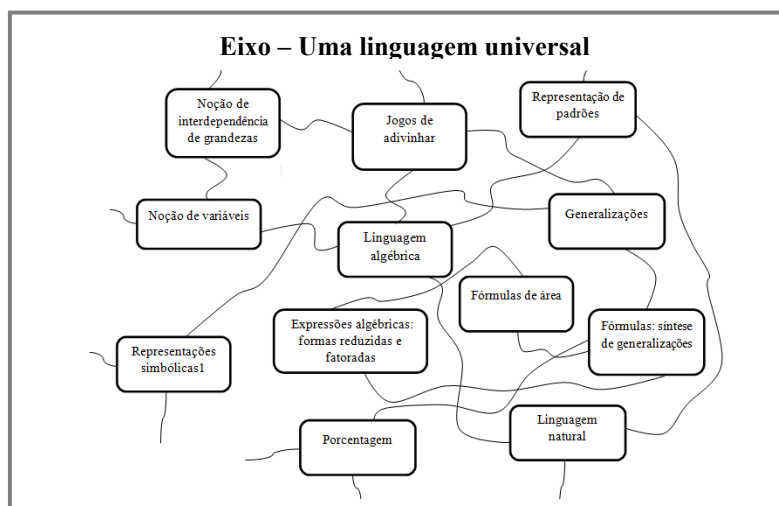 Eixo – Uma linguagem universal
Noção de
interdependência
de grandezas
Jogos de
adivinhar
Representação de
padrões
Noção de variáveis
Linguagem
algébrica
Generalizações
Fórmulas de área
Expressões algébricas:
formas reduzidas e
fatoradas
Fórmulas: síntese
de generalizações
Representações
simbólicas1
Porcentagem
Linguagem
natural